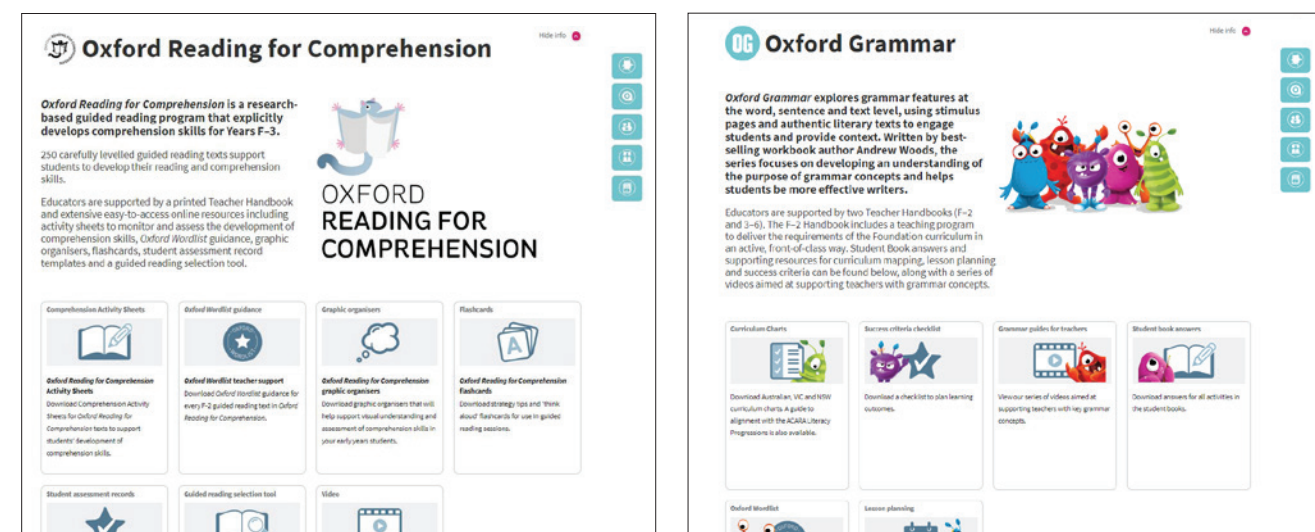 Oxford Reading for Comprehension
Hide info
Oxford Reading for Comprehension is a research-
based guided reading program that explicitly
develops comprehension skills for Years F–3.
250 carefully levelled guided reading texts support
students to develop their reading and comprehension
skills.
Educators are supported by a printed Teacher Handbook
and extensive easy-to-access online resources including
activity sheets to monitor and assess the development of
comprehension skills, Oxford Wordlist guidance, graphic
organisers, flashcards, student assessment record
templates and a guided reading selection tool.
OXFORD
READING FOR
COMPREHENSION
Comprehension Activity Sheets
Oxford Reading for Comprehension
Activity Sheets
Download Comprehension Activity
Sheets for Oxford Reading for
Comprehension texts to support
students' development of
comprehension skills.
Oxford Wordlist guidance
OXFORD
WORDLIST
Oxford Wordlist teacher support
Download Oxford Wordlist guidance for
every F-2 guided reading text in Oxford
Reading for Comprehension.
Graphic organisers
Oxford Reading for Comprehension
graphic organisers
Download graphic organisers that will
help support visual understanding and
assessment of comprehension skills in
your early years students.
Flashcards
A
Oxford Reading for Comprehension
flashcards
Download strategy tips and 'think
aloud' flashcards for use in guided
reading sessions.
Student assessment records
Guided reading selection tool
Video
OG Oxford Grammar
Hide info
Oxford Grammar explores grammar features at
the word, sentence and text level, using stimulus
pages and authentic literary texts to engage
students and provide context. Written by best-
selling workbook author Andrew Woods, the
series focuses on developing an understanding of
the purpose of grammar concepts and helps
students be more effective writers.
Educators are supported by two Teacher Handbooks (F–2
and 3–6). The F–2 Handbook includes a teaching program
to deliver the requirements of the Foundation curriculum in
an active, front-of-class way. Student Book answers and
supporting resources for curriculum mapping, lesson planning
and success criteria can be found below, along with a series of
videos aimed at supporting teachers with grammar concepts.
Curriculum Charts
Download Australian, VIC and NSW
curriculum charts. A guide to
alignment with the ACARA Literacy
Progressions is also available.
Success criteria checklist
Download a checklist to plan learning
outcomes.
Grammar guides for teachers
View our series of videos aimed at
supporting teachers with key grammar
concepts.
Student book answers
Download answers for all activities in
the student books.
Oxford Wordlist
Lesson planning